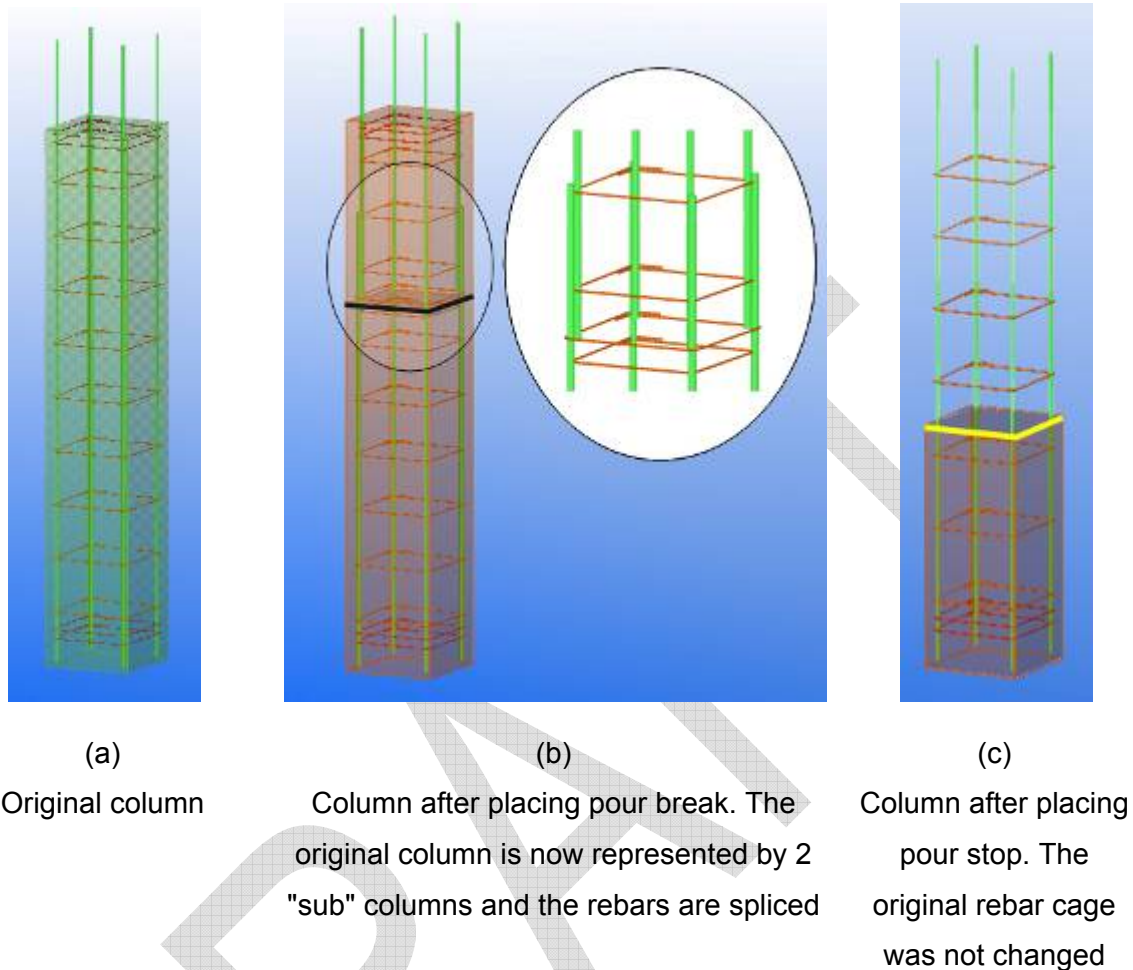 (a)
Original column
(b)
Column after placing pour break. The
original column is now represented by 2
"sub" columns and the rebars are spliced
(c)
Column after placing
pour stop. The
original rebar cage
was not changed